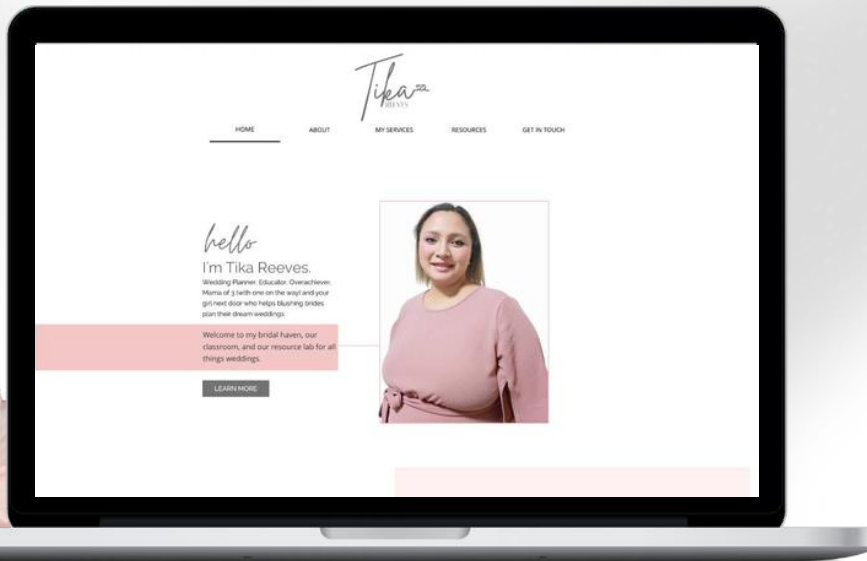 Tika
REEVES
HOME ABOUT MY SERVICES RESOURCES GET IN TOUCH
hello
I'm Tika Reeves.
Wedding Planner. Educator. Overachiever.
Mama of 3 (with one on the way) and your
girl next door who helps blushing brides
plan their dream weddings.
Welcome to my bridal haven, our
classroom, and our resource lab for all
things weddings.
LEARN MORE